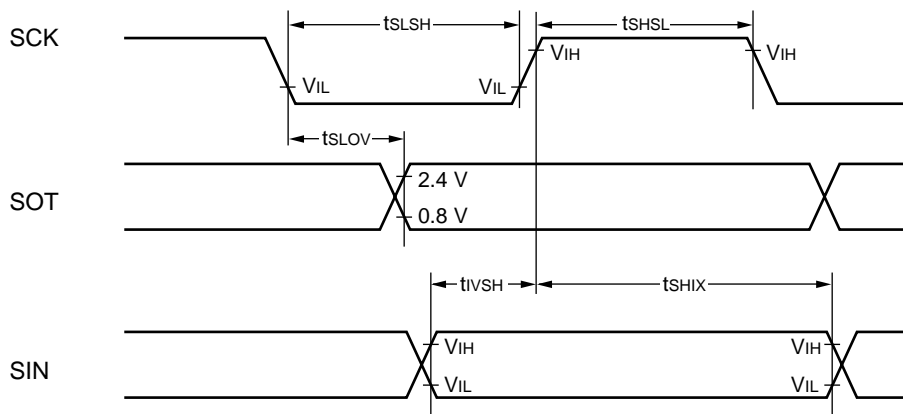 tSLSH tSHSL
SCK
VIH VIH
VIL VIL
tSLOV
SOT
2.4 V
0.8 V
tIVSH tSHIX
VIH VIH
SIN
VIL VIL